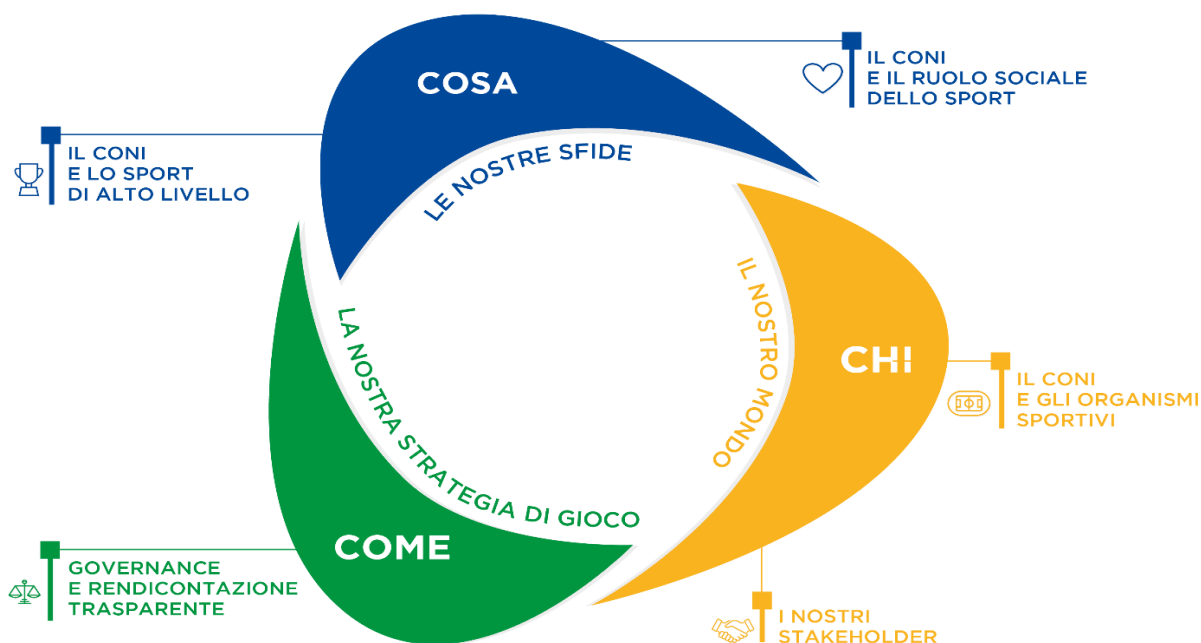 COSA
LE NOSTRE SFIDE
IL CONI
E IL RUOLO SOCIALE
DELLO SPORT
IL CONI
E LO SPORT
DI ALTO LIVELLO
CHI
IL NOSTRO MONDO
IL CONI
E GLI ORGANISMI
SPORTIVI
I NOSTRI
STAKEHOLDER
COME
LA NOSTRA STRATEGIA DI GIOCO
GOVERNANCE
E RENDICONTAZIONE
TRASPARENTE